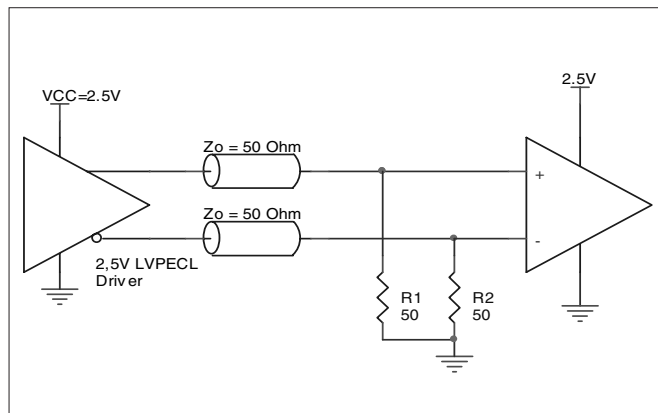 VCC=2.5V
2.5V
Zo = 50 Ohm
+
Zo = 50 Ohm
-
2,5V LVPECL
Driver
R1
50
R2
50